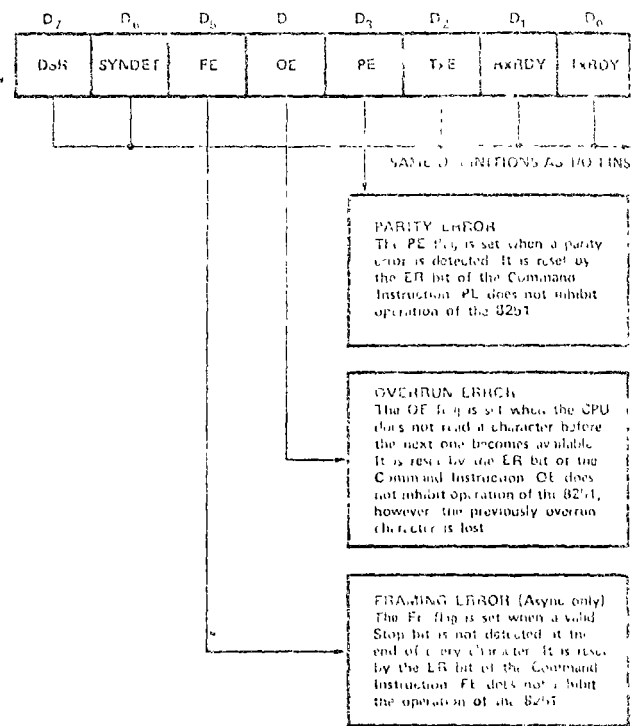 D7 D6 D5 D D3 D2 D1 D0
DSR SYNDET FE OE PE TxE RxRDY TxRDY
SAME DEFINITIONS AS I/O PINS
PARITY ERROR
The PE flag is set when a parity
error is detected. It is reset by
the ER bit of the Command
Instruction. PE does not inhibit
operation of the 8251
OVERRUN ERROR
The OE flag is set when the CPU
does not read a character before
the next one becomes available
It is reset by the ER bit of the
Command Instruction. OE does
not inhibit operation of the 8251,
however, the previously overrun
character is lost
FRAMING ERROR (Async only)
The FE flag is set when a valid
Stop bit is not detected at the
end of every character. It is reset
by the ER bit of the Command
Instruction. FE does not inhibit
the operation of the 8251